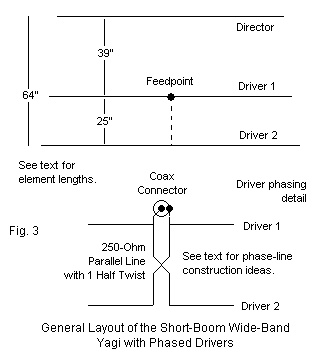 Director
39"
Feedpoint
64"
Driver 1
25"
Driver 2
See text for
element lengths.
Coax
Connector
Driver phasing
detail
Driver 1
Fig. 3
250-Ohm
Parallel Line
with 1 Half Twist
See text for phase-line
construction ideas.
Driver 2
General Layout of the Short-Boom Wide-Band
Yagi with Phased Drivers